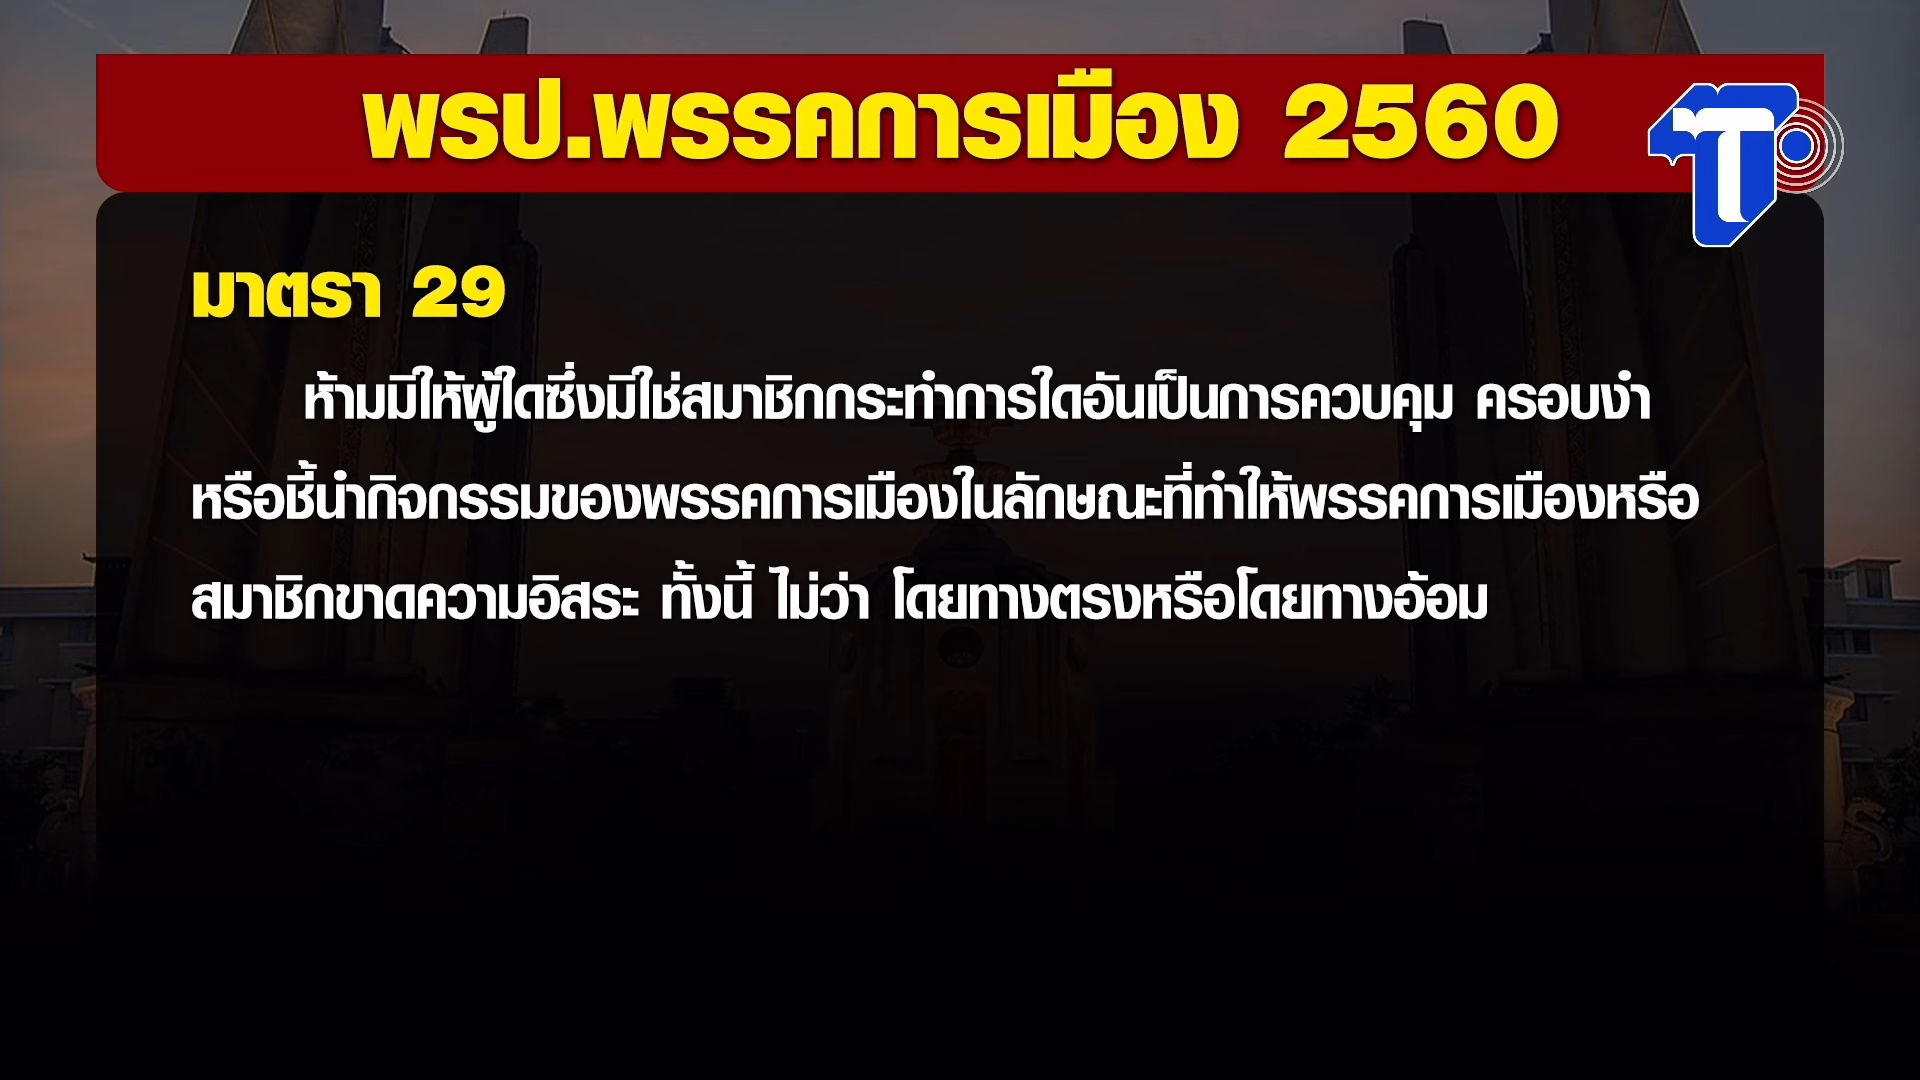 พรป.พรรคการเมือง 2560
มาตรา 29
ห้ามมิให้ผู้ใดซึ่งมิใช่สมาชิกกระทำการใดอันเป็นการควบคุม ครอบงำ
หรือชี้นำกิจกรรมของพรรคการเมืองในลักษณะที่ทำให้พรรคการเมืองหรือ
สมาชิกขาดความอิสระ ทั้งนี้ ไม่ว่า โดยทางตรงหรือโดยทางอ้อม